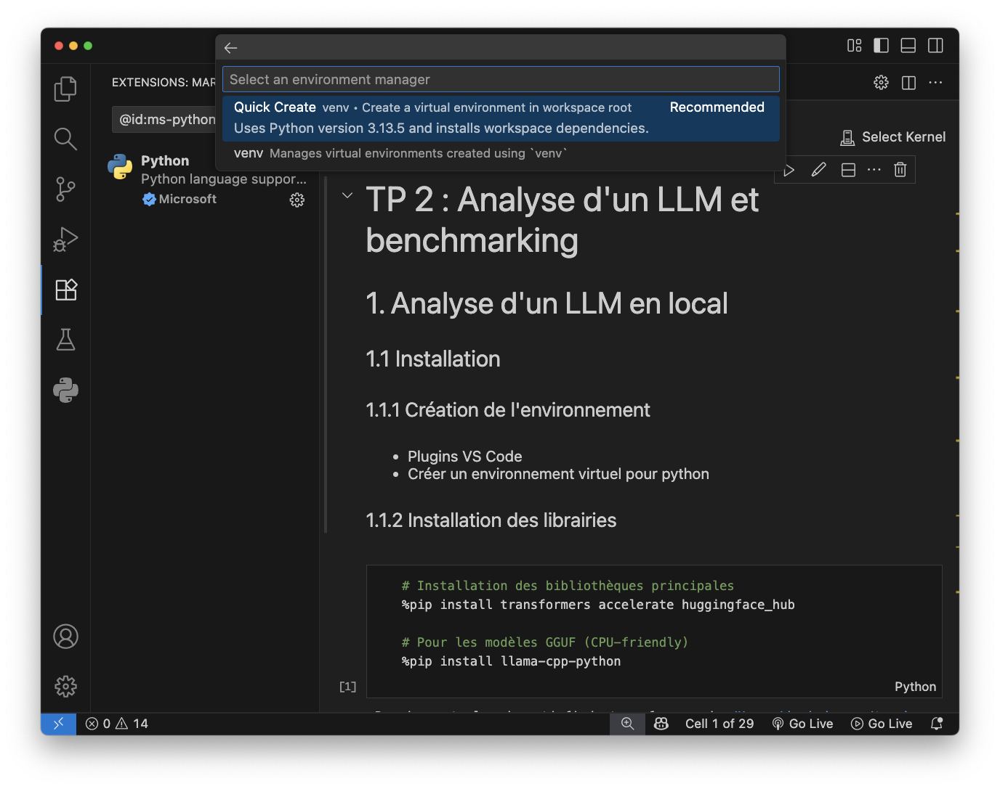 Select an environment manager
Quick Create venv • Create a virtual environment in workspace root Recommended
Uses Python version 3.13.5 and installs workspace dependencies.
venv Manages virtual environments created using `venv`
EXTENSIONS: MAR
@id:ms-python
Python
Python language suppor...
Microsoft
Select Kernel
TP 2 : Analyse d'un LLM et
benchmarking
1. Analyse d'un LLM en local
1.1 Installation
1.1.1 Création de l'environnement
• Plugins VS Code
• Créer un environnement virtuel pour python
1.1.2 Installation des librairies
# Installation des bibliothèques principales
%pip install transformers accelerate huggingface_hub
# Pour les modèles GGUF (CPU-friendly)
%pip install llama-cpp-python
[1]
Python
0 14
Cell 1 of 29 Go Live Go Live